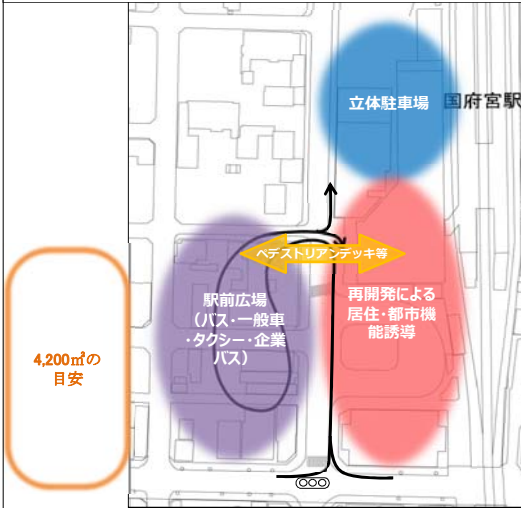 立体駐車場
国府宮駅
ペデストリアンデッキ等
駅前広場
（バス・一般車
・タクシー・企業
バス）
再開発による
居住・都市機
能誘導
4,200㎡の
目安